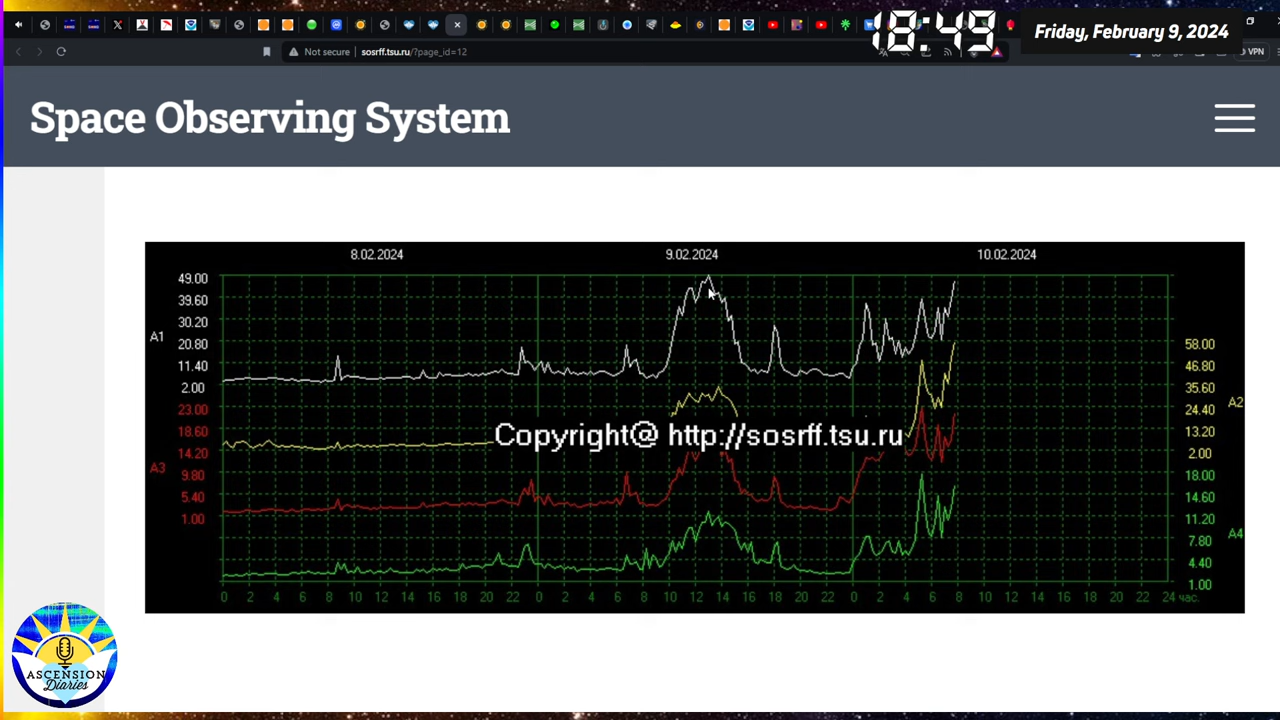 18:49
Friday, February 9, 2024
Not secure sosrff.tsu.ru/?page_id=12
VPN
Space Observing System
8.02.2024 9.02.2024 10.02.2024
49.00
39.60
30.20
A1
20.80 58.00
11.40 46.80
2.00 35.60
A2
23.00 24.40
18.60 13.20
14.20 2.00
Copyright@ http://sosrff.tsu.ru
A3
9.80 18.00
5.40 14.60
1.00 11.20
A4
7.80
4.40
1.00
0 2 4 6 8 10 12 14 16 18 20 22 0 2 4 6 8 10 12 14 16 18 20 22 0 2 4 6 8 10 12 14 16 18 20 22 24 час.
ASCENSION
Diaries